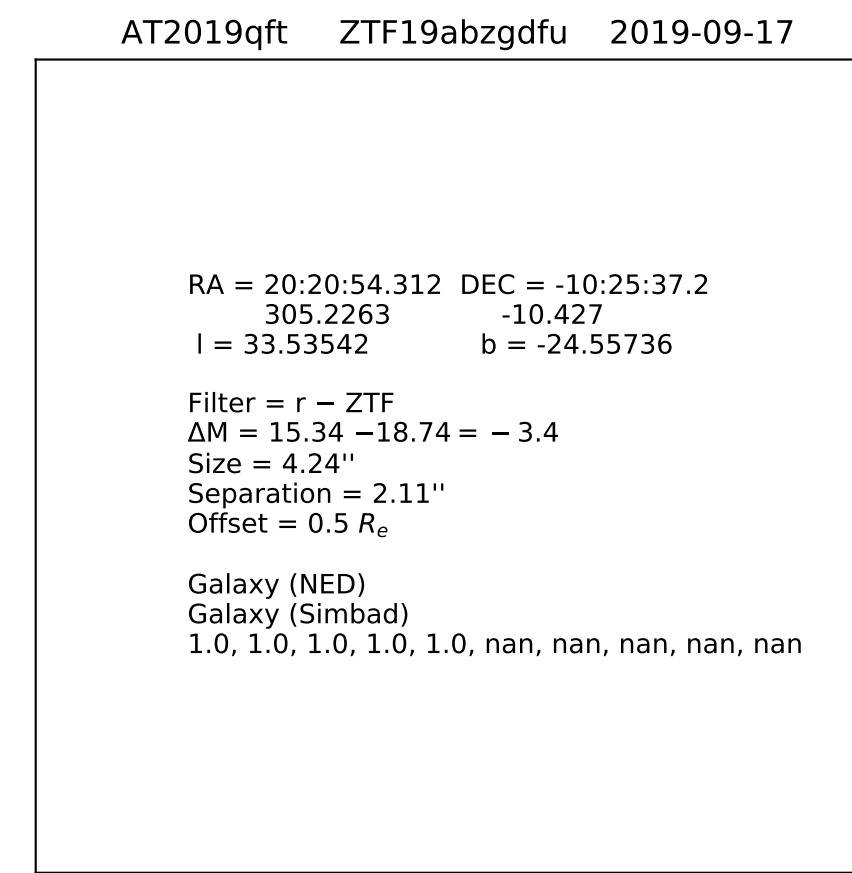 AT2019qft ZTF19abzgdfu 2019-09-17
RA = 20:20:54.312 DEC = -10:25:37.2
305.2263 -10.427
l = 33.53542 b = -24.55736
Filter = r − ZTF
ΔM = 15.34 −18.74 = − 3.4
Size = 4.24''
Separation = 2.11''
Offset = 0.5 Re
Galaxy (NED)
Galaxy (Simbad)
1.0, 1.0, 1.0, 1.0, 1.0, nan, nan, nan, nan, nan